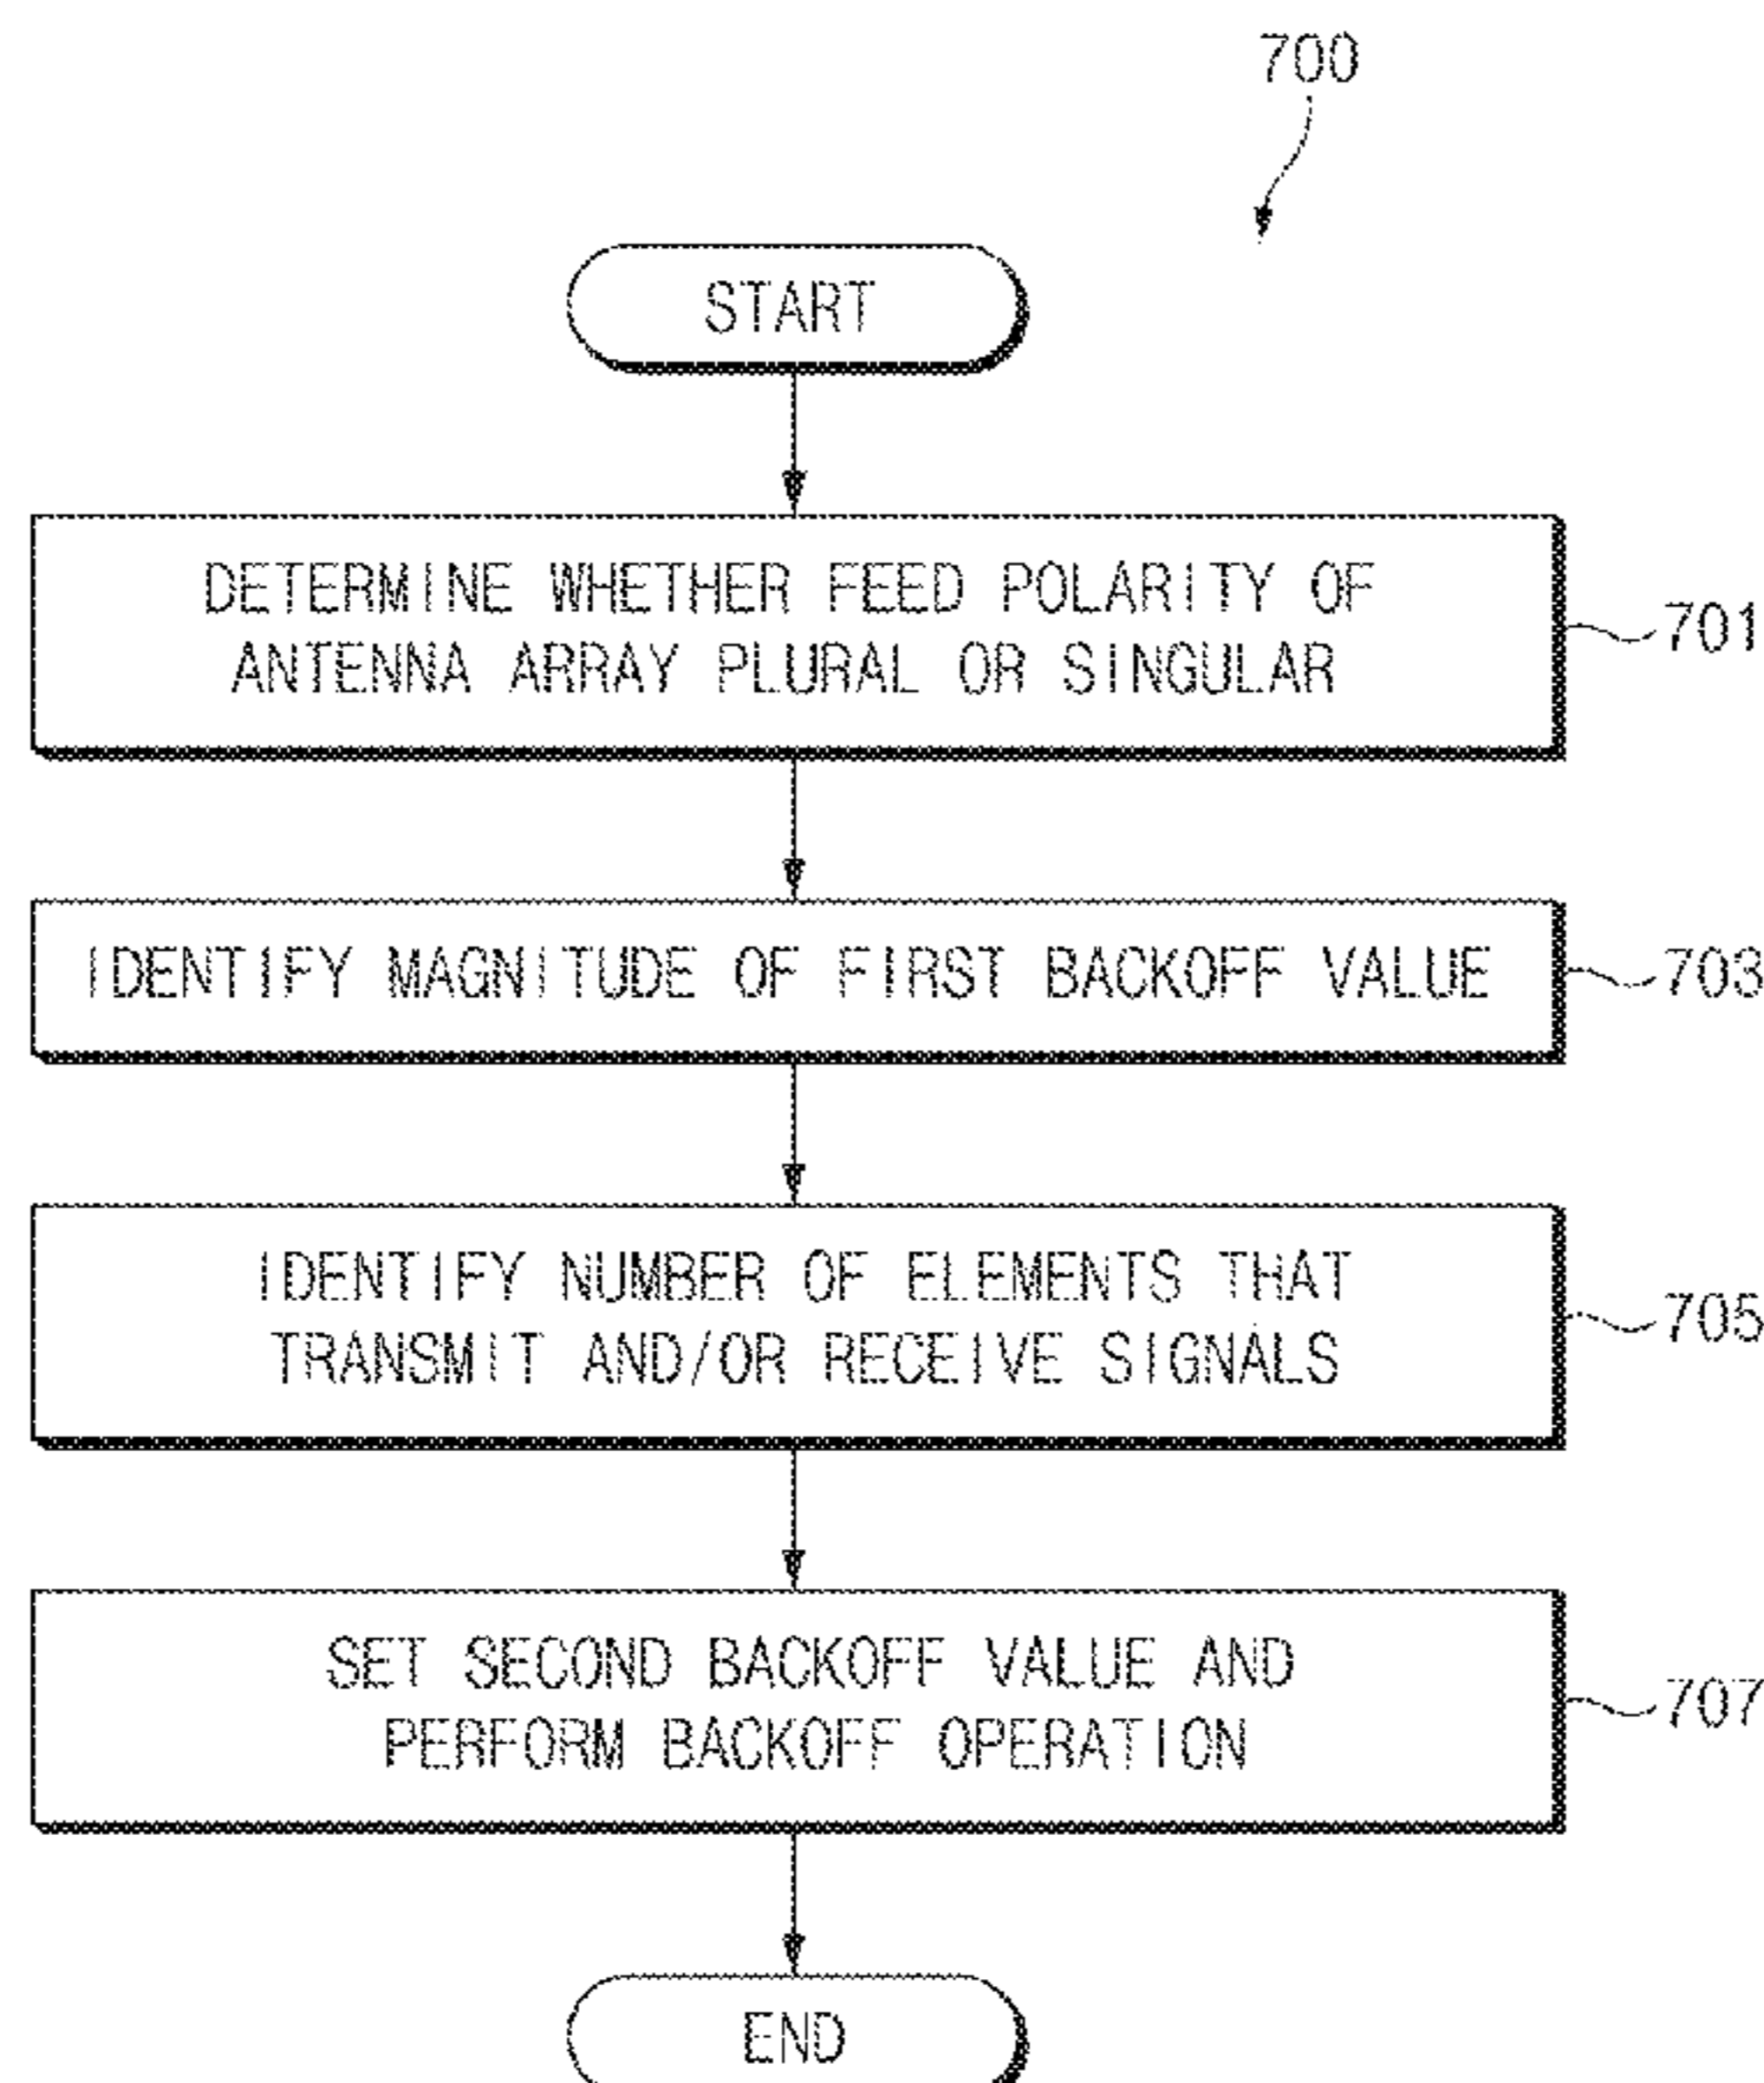 700
START
DETERMINE WHETHER FEED POLARITY OF
ANTENNA ARRAY PLURAL OR SINGULAR
701
IDENTIFY MAGNITUDE OF FIRST BACKOFF VALUE
703
IDENTIFY NUMBER OF ELEMENTS THAT
TRANSMIT AND/OR RECEIVE SIGNALS
705
SET SECOND BACKOFF VALUE AND
PERFORM BACKOFF OPERATION
707
END